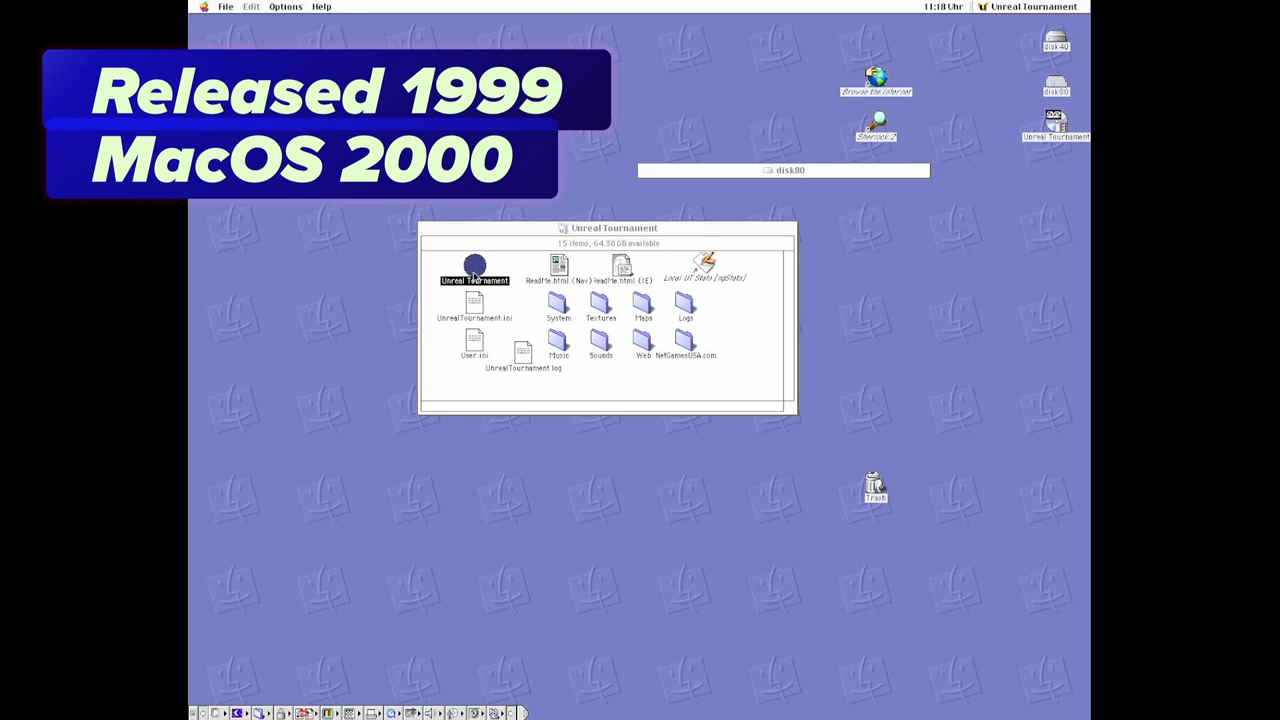 File Edit Options Help 11:18 Uhr Unreal Tournament
Released 1999
MacOS 2000
disk40
Browse the Internet
disk80
Sherlock 2
Unreal Tournament
disk80
Unreal Tournament
15 items, 64.38 GB available
Unreal Tournament
ReadMe.html (Nav)
ReadMe.html (IE)
Local UT Stats [ngStats]
UnrealTournament.ini
System
Textures
Maps
Logs
User.ini
Music
Sounds
Web
NetGamesUSA.com
UnrealTournament.log
Trash